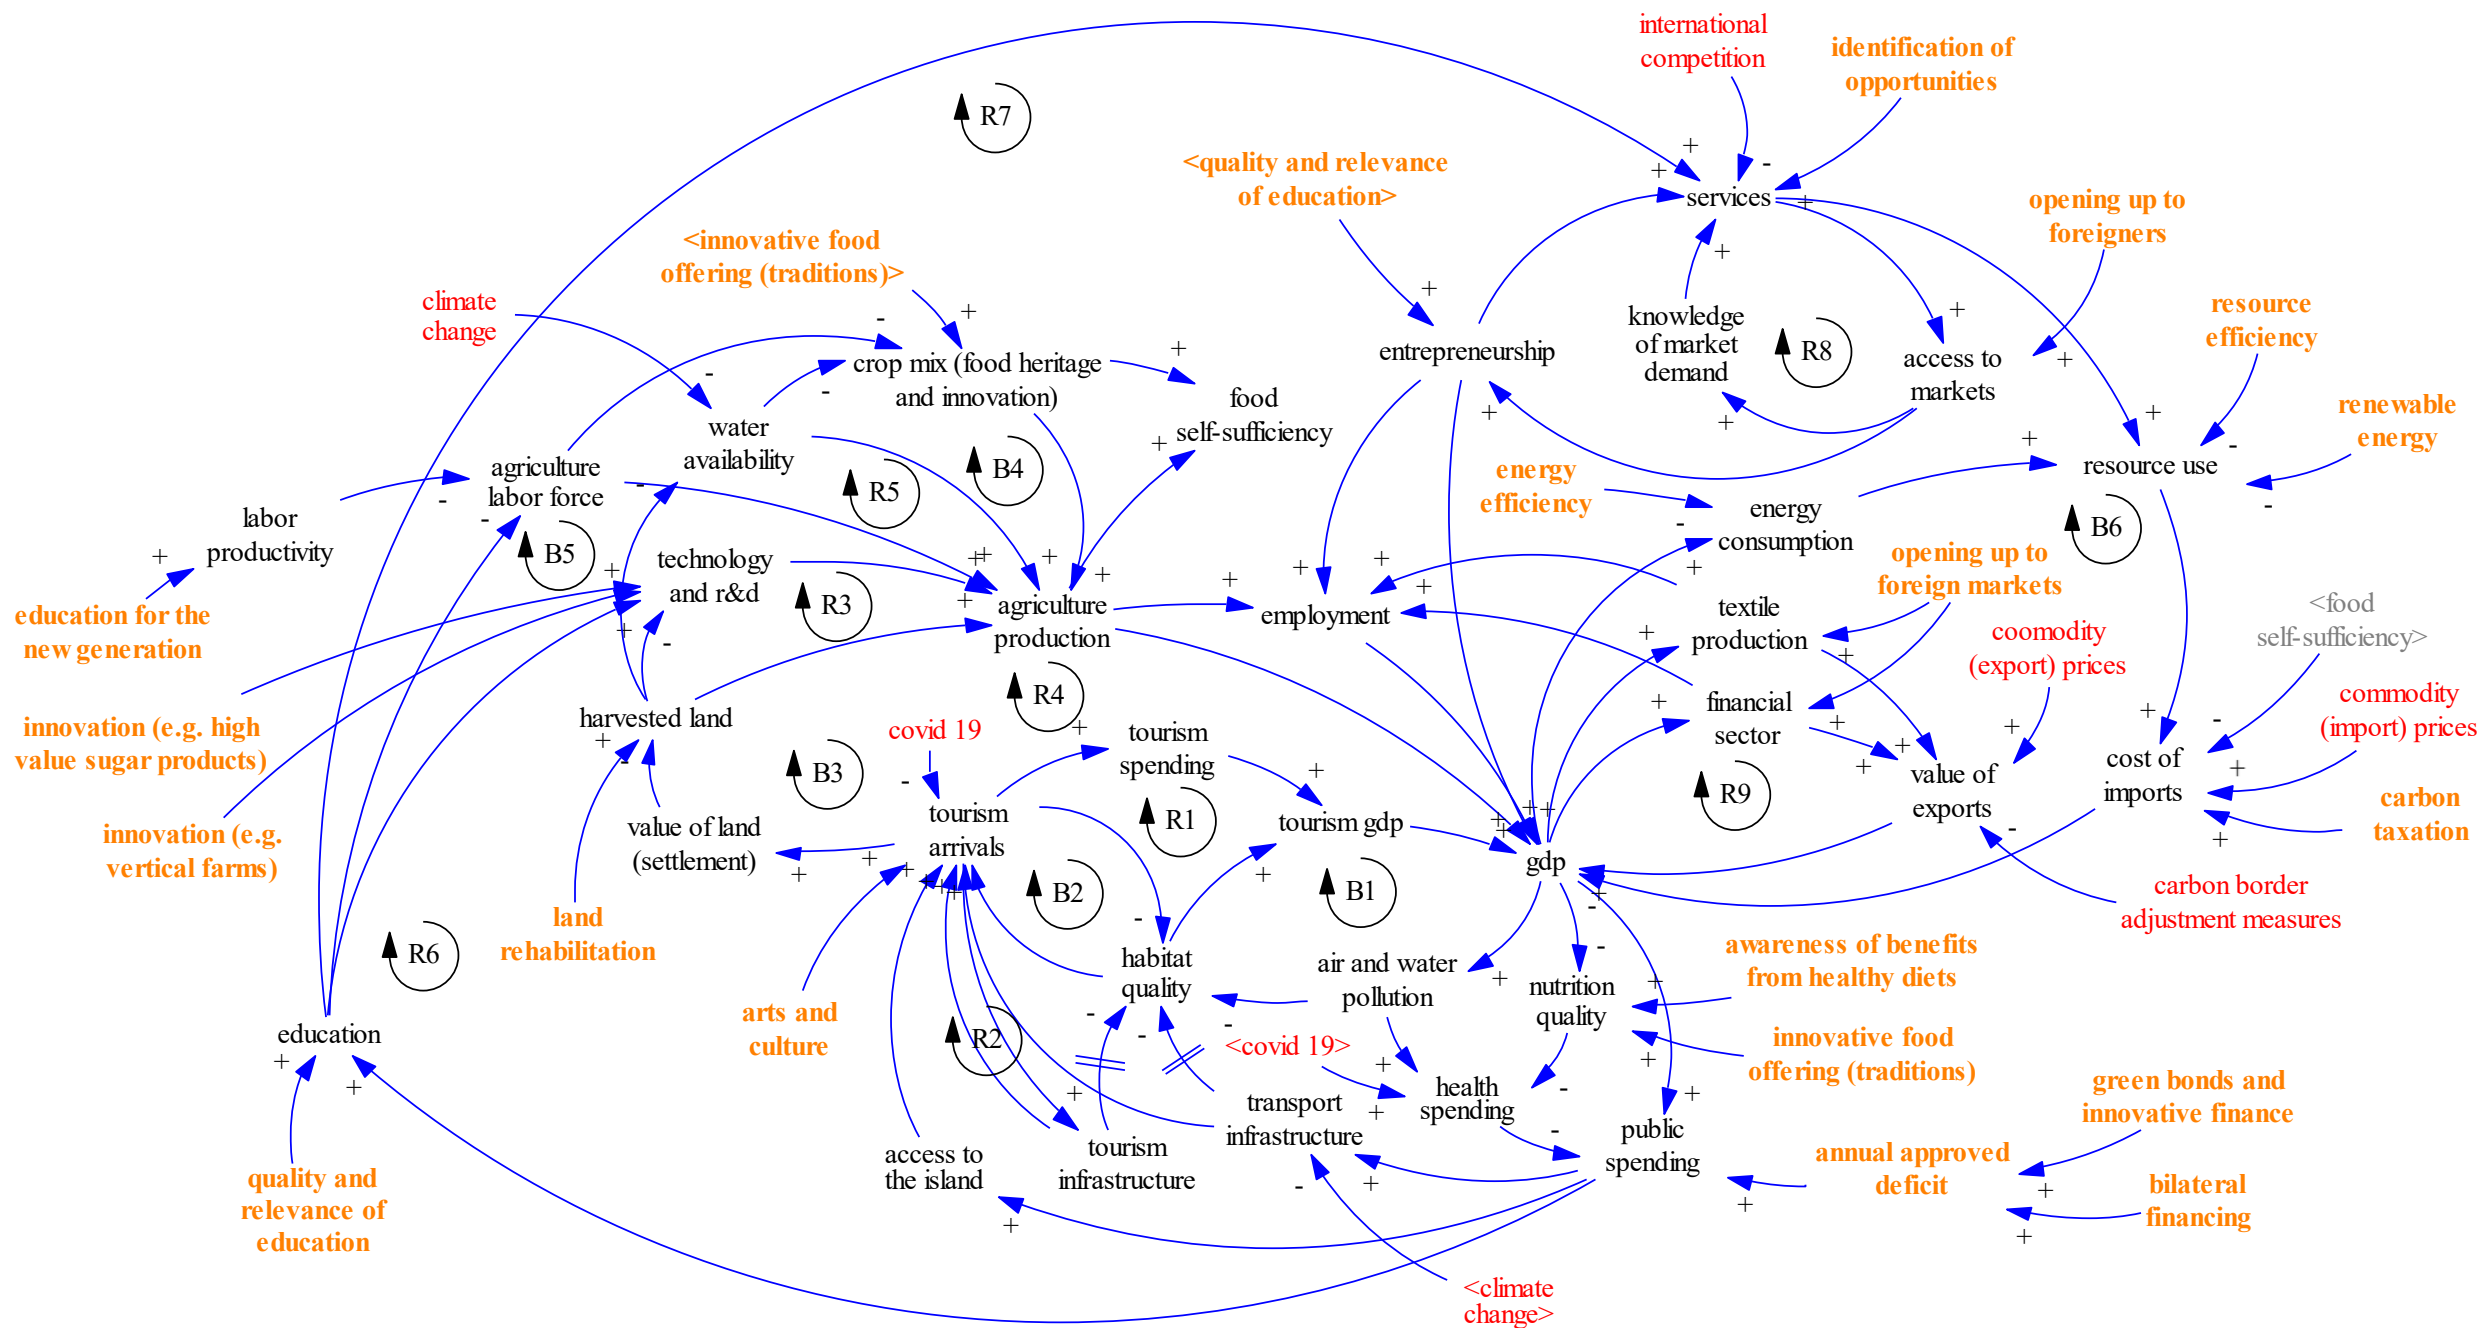 international
competition
identification of
opportunities
R7
<quality and relevance
of education>
services
opening up to
foreigners
<innovative food
offering (traditions)>
climate
change
crop mix (food heritage
and innovation)
food
self-sufficiency
entrepreneurship
knowledge
of market
demand
R8
access to
markets
resource
efficiency
renewable
energy
water
availability
agriculture
labor force
R5
B4
energy
efficiency
energy
consumption
resource use
B6
labor
productivity
B5
technology
and r&d
R3
agriculture
production
employment
textile
production
opening up to
foreign markets
<food
self-sufficiency>
education for the
new generation
coomodity
(export) prices
commodity
(import) prices
innovation (e.g. high
value sugar products)
harvested land
R4
covid 19
tourism
spending
financial
sector
R9
value of
exports
cost of
imports
carbon
taxation
innovation (e.g.
vertical farms)
value of land
(settlement)
B3
tourism
arrivals
R1
tourism gdp
gdp
B2
B1
carbon border
adjustment measures
land
rehabilitation
R6
habitat
quality
air and water
pollution
nutrition
quality
awareness of benefits
from healthy diets
education
arts and
culture
R2
<covid 19>
innovative food
offering (traditions)
health
spending
transport
infrastructure
public
spending
green bonds and
innovative finance
annual approved
deficit
bilateral
financing
access to
the island
tourism
infrastructure
quality and
relevance of
education
<climate
change>